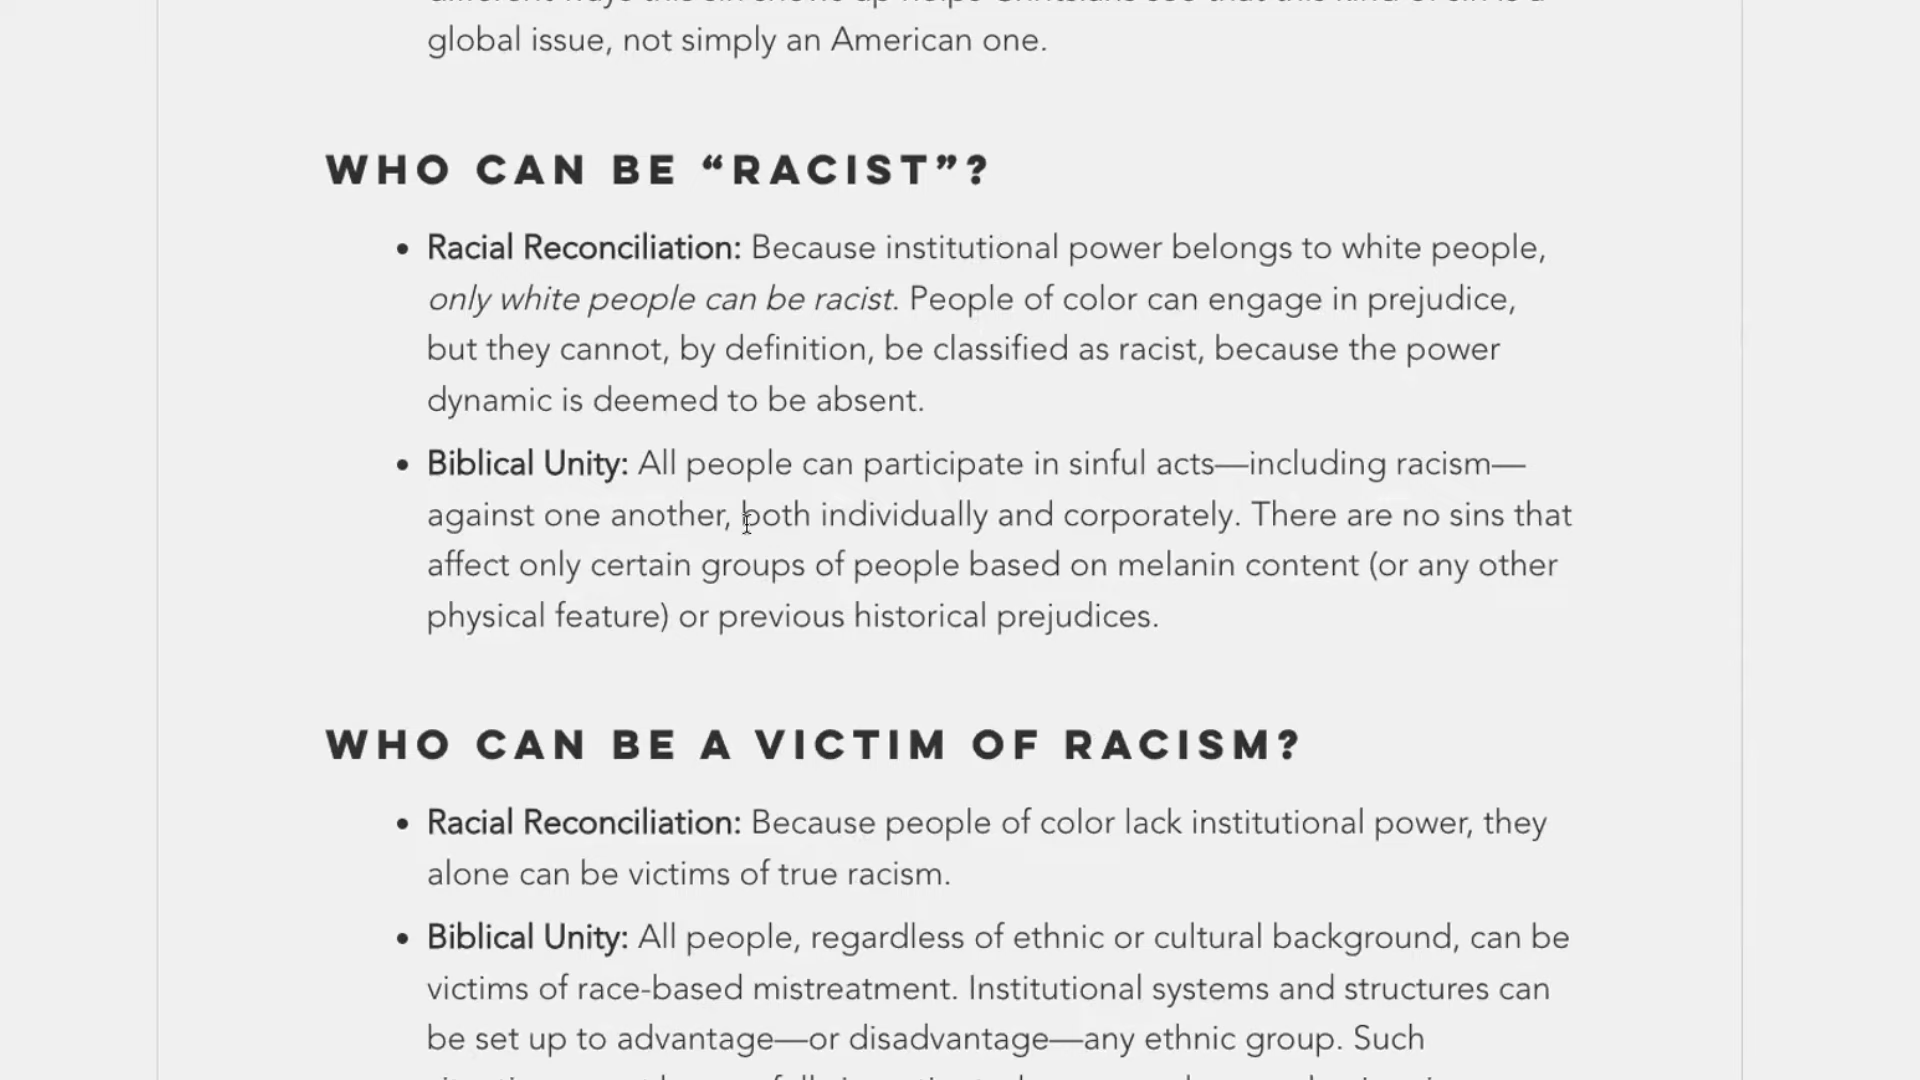 global issue, not simply an American one.
WHO CAN BE “RACIST”?
• Racial Reconciliation: Because institutional power belongs to white people,
only white people can be racist. People of color can engage in prejudice,
but they cannot, by definition, be classified as racist, because the power
dynamic is deemed to be absent.
• Biblical Unity: All people can participate in sinful acts—including racism—
against one another, both individually and corporately. There are no sins that
affect only certain groups of people based on melanin content (or any other
physical feature) or previous historical prejudices.
WHO CAN BE A VICTIM OF RACISM?
• Racial Reconciliation: Because people of color lack institutional power, they
alone can be victims of true racism.
• Biblical Unity: All people, regardless of ethnic or cultural background, can be
victims of race-based mistreatment. Institutional systems and structures can
be set up to advantage—or disadvantage—any ethnic group. Such